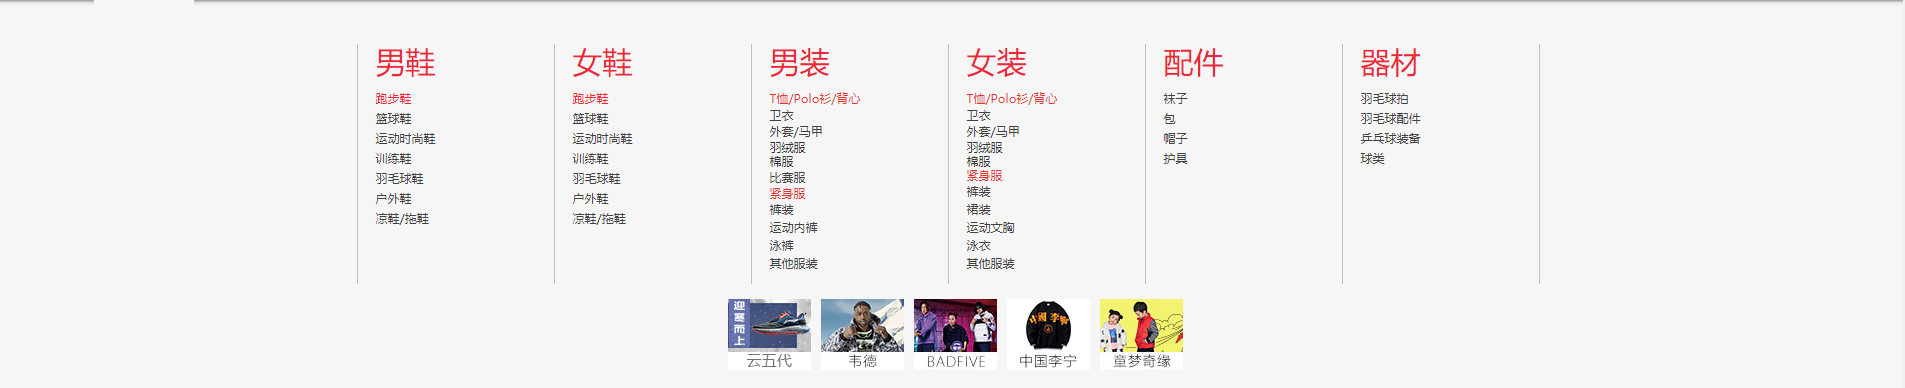 男鞋
跑步鞋
篮球鞋
运动时尚鞋
训练鞋
羽毛球鞋
户外鞋
凉鞋/拖鞋
女鞋
跑步鞋
篮球鞋
运动时尚鞋
训练鞋
羽毛球鞋
户外鞋
凉鞋/拖鞋
男装
T恤/Polo衫/背心
卫衣
外套/马甲
羽绒服
棉服
比赛服
紧身服
裤装
运动内裤
泳裤
其他服装
女装
T恤/Polo衫/背心
卫衣
外套/马甲
羽绒服
棉服
紧身服
裤装
裙装
运动文胸
泳衣
其他服装
配件
袜子
包
帽子
护具
器材
羽毛球拍
羽毛球配件
乒乓球装备
球类
迎寒而上
云五代
韦德
BADFIVE
中國 李寧
中国李宁
童梦奇缘